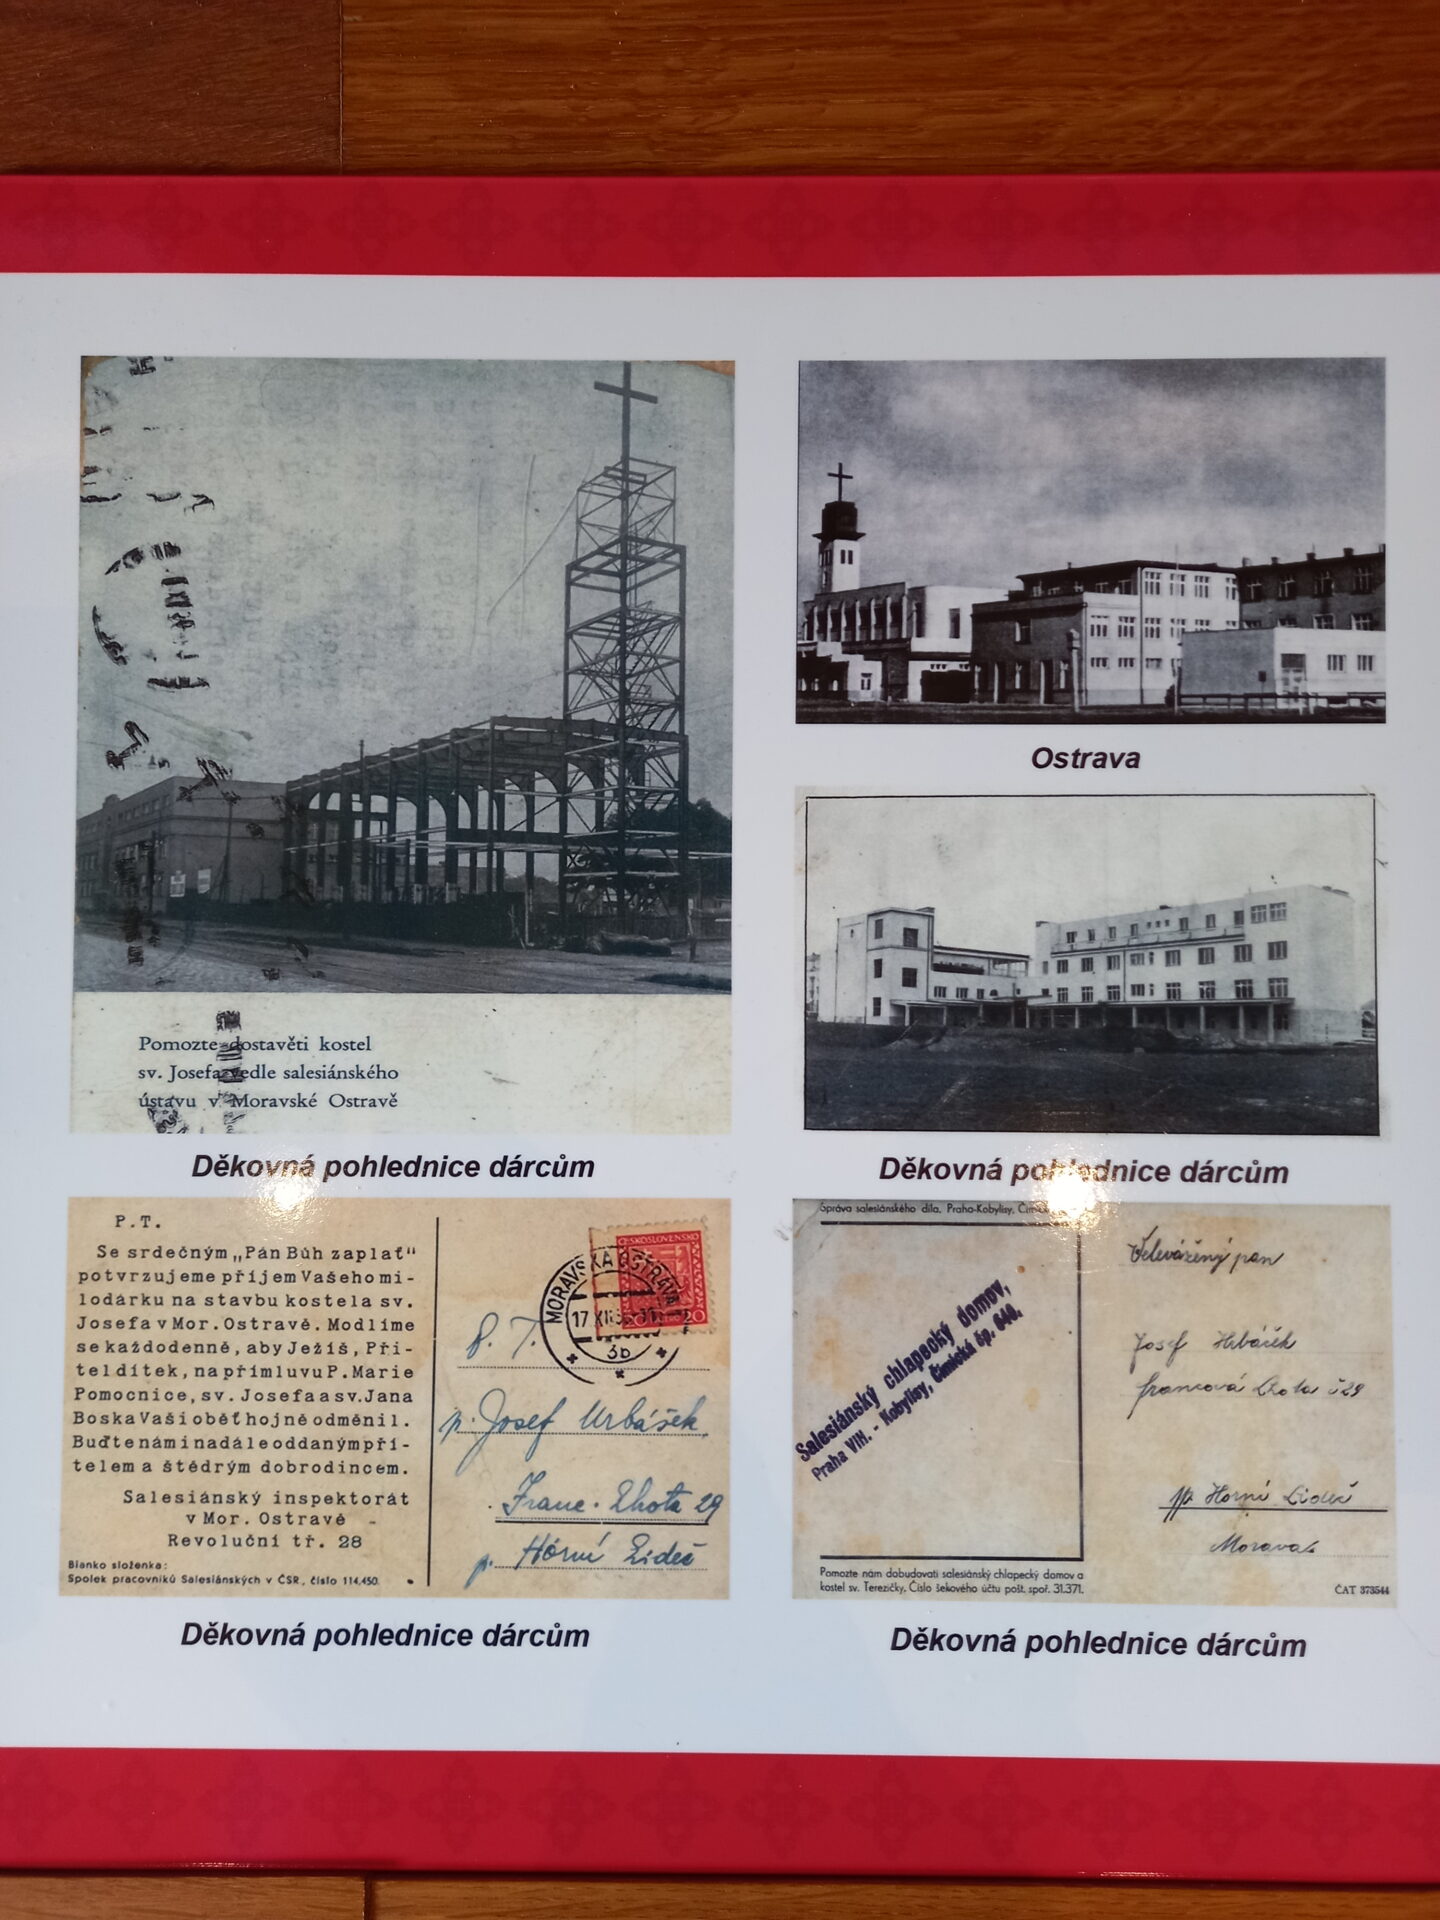 Pomozte dostavěti kostel
sv. Josefa vedle salesiánského
ústavu v Moravské Ostravě
Děkovná pohlednice dárcům
Ostrava
Děkovná pohlednice dárcům
P.T.
Se srdečným „Pán Bůh zaplať"
potvrzujeme příjem Vašeho mi-
lodárku na stavbu kostela sv.
Josefa v Mor. Ostravě. Modlíme
se každodenně, aby Ježíš, Pří-
tel dítek, na přímluvu P. Marie
Pomocnice, sv. Josefa a sv. Jana
Boska Vaši oběť hojně odměnil.
Buďte nám i nadále oddaným pří-
telem a štědrým dobrodincem.
Salesiánský inspektorát
v Mor. Ostravě
Revoluční tř. 28
Blanko složenka:
Spolek pracovníků Salesiánských v ČSR, číslo 114.450.
ČESKOSLOVENSKO
20 20
MORAVSKÁ OSTRAVA
17 XII
3b
P. T.
p. Josef Urbášek
Franc. Lhota 29
p. Horní Lideč
Děkovná pohlednice dárcům
Správa salesiánského díla, Praha-Kobylisy,
Salesiánský chlapecký domov,
Praha VIII. - Kobylisy, Čimická čp. 640.
Velevážený pan
Josef
Francová Lhota č 29
pp. Horní Lideč
Morava
Pomozte nám dobudovati salesiánský chlapecký domov a
kostel sv. Terezičky. Číslo šekového účtu pošt. spoř. 31.371.
ČAT 373544
Děkovná pohlednice dárcům